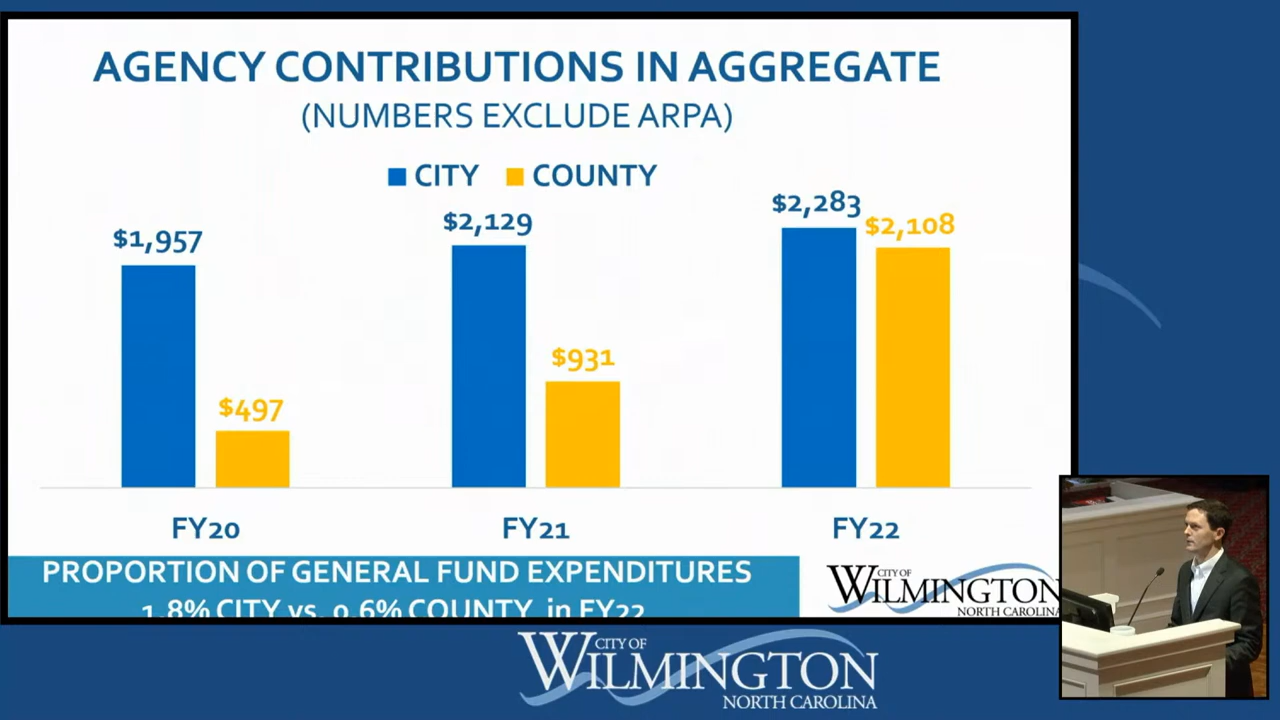 AGENCY CONTRIBUTIONS IN AGGREGATE
(NUMBERS EXCLUDE ARPA)
CITY COUNTY
$1,957
$497
$2,129
$931
$2,283
$2,108
FY20 FY21 FY22
PROPORTION OF GENERAL FUND EXPENDITURES
1.8% CITY vs. 0.6% COUNTY in FY22
CITY OF
WILMINGTON
NORTH CAROLINA
CITY OF
WILMINGTON
NORTH CAROLINA